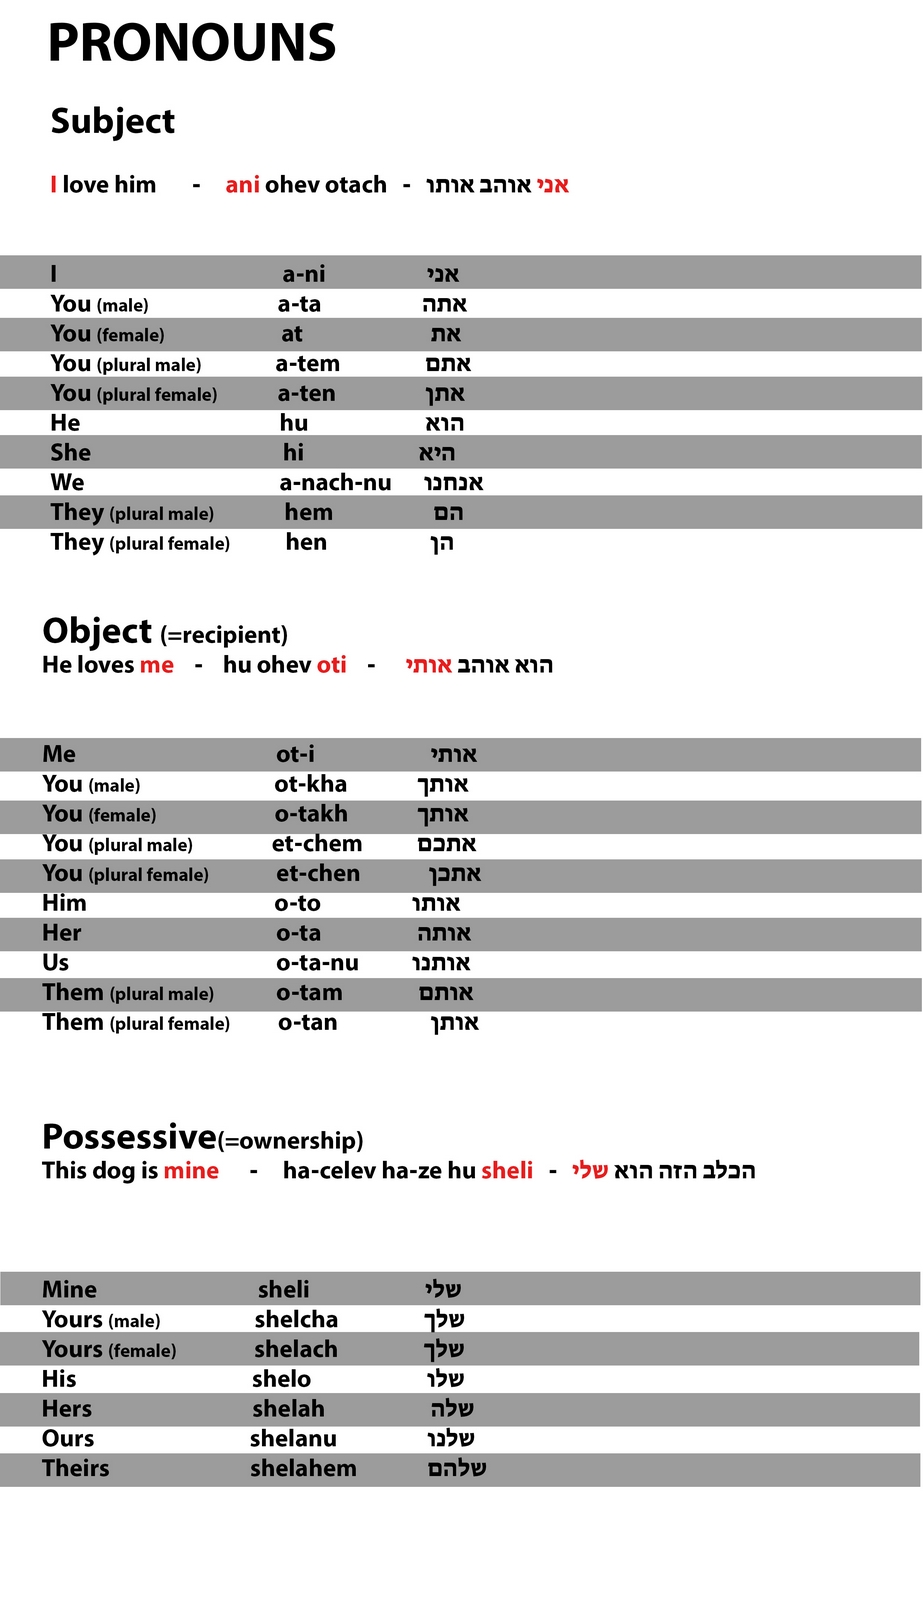 PRONOUNS
Subject
I love him - ani ohev otach - אני אוהב אותו
I a-ni אני
You (male) a-ta אתה
You (female) at את
You (plural male) a-tem אתם
You (plural female) a-ten אתן
He hu הוא
She hi היא
We a-nach-nu אנחנו
They (plural male) hem הם
They (plural female) hen הן
Object (=recipient)
He loves me - hu ohev oti - הוא אוהב אותי
Me ot-i אותי
You (male) ot-kha אותך
You (female) o-takh אותך
You (plural male) et-chem אתכם
You (plural female) et-chen אתכן
Him o-to אותו
Her o-ta אותה
Us o-ta-nu אותנו
Them (plural male) o-tam אותם
Them (plural female) o-tan אותן
Possessive(=ownership)
This dog is mine - ha-celev ha-ze hu sheli - הכלב הזה הוא שלי
Mine sheli שלי
Yours (male) shelcha שלך
Yours (female) shelach שלך
His shelo שלו
Hers shelah שלה
Ours shelanu שלנו
Theirs shelahem שלהם